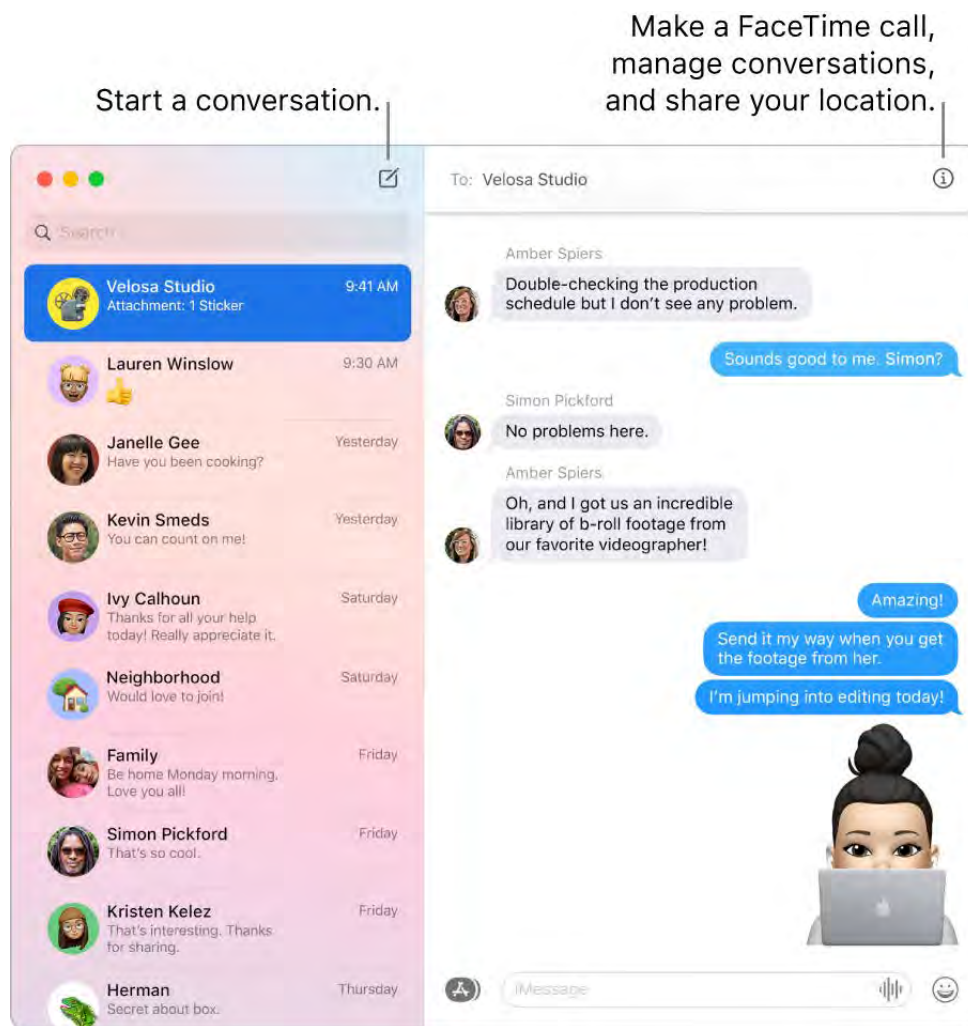 Make a FaceTime call,
manage conversations,
and share your location.
Start a conversation.
To: Velosa Studio
Search
Velosa Studio
9:41 AM
Attachment: 1 Sticker
Lauren Winslow
9:30 AM
Janelle Gee
Yesterday
Have you been cooking?
Kevin Smeds
Yesterday
You can count on me!
Ivy Calhoun
Saturday
Thanks for all your help
today! Really appreciate it.
Neighborhood
Saturday
Would love to join!
Family
Friday
Be home Monday morning.
Love you all!
Simon Pickford
Friday
That's so cool.
Kristen Kelez
Friday
That's interesting. Thanks
for sharing.
Herman
Thursday
Secret about box.
Amber Spiers
Double-checking the production
schedule but I don't see any problem.
Sounds good to me. Simon?
Simon Pickford
No problems here.
Amber Spiers
Oh, and I got us an incredible
library of b-roll footage from
our favorite videographer!
Amazing!
Send it my way when you get
the footage from her.
I'm jumping into editing today!
iMessage